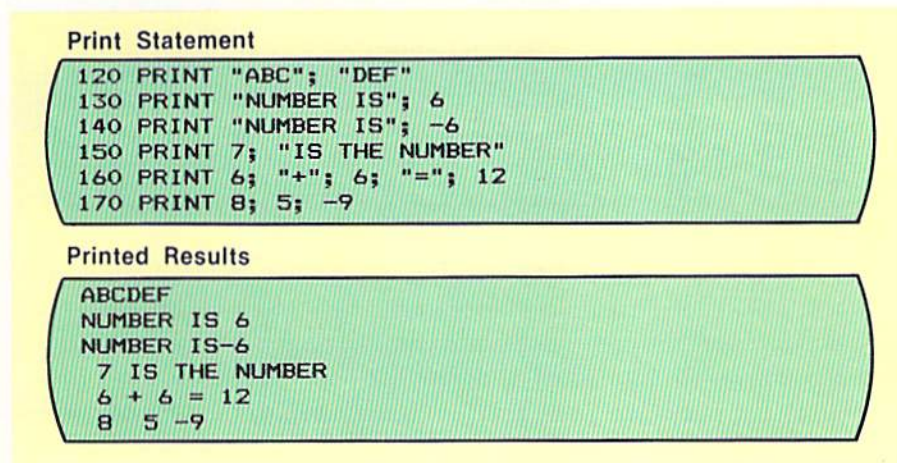 Print Statement
120 PRINT "ABC"; "DEF"
130 PRINT "NUMBER IS"; 6
140 PRINT "NUMBER IS"; -6
150 PRINT 7; "IS THE NUMBER"
160 PRINT 6; "+"; 6; "="; 12
170 PRINT 8; 5; -9
Printed Results
ABCDEF
NUMBER IS 6
NUMBER IS-6
 7 IS THE NUMBER
 6 + 6 = 12
 8  5 -9